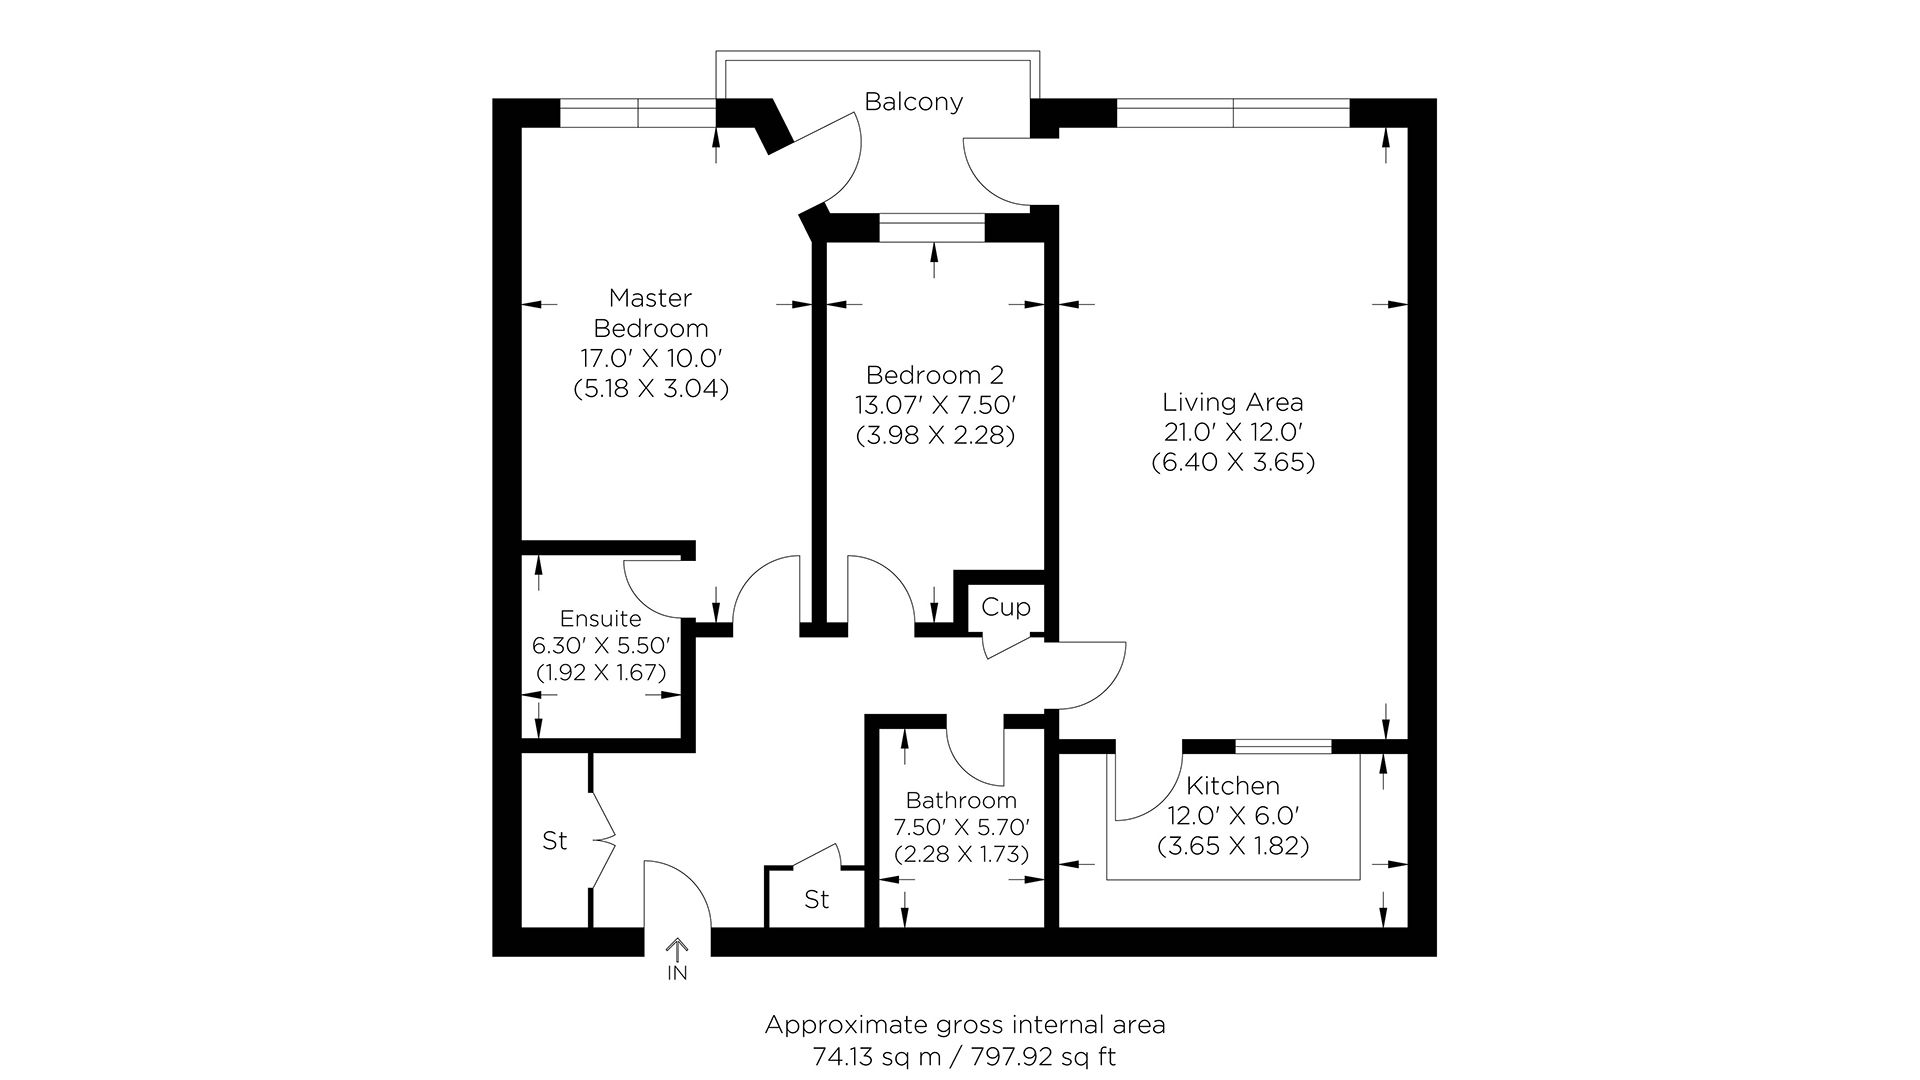 Balcony
Master
Bedroom
17.0' X 10.0'
(5.18 X 3.04)
Bedroom 2
13.07' X 7.50'
(3.98 X 2.28)
Living Area
21.0' X 12.0'
(6.40 X 3.65)
Cup
Ensuite
6.30' X 5.50'
(1.92 X 1.67)
Kitchen
12.0' X 6.0'
(3.65 X 1.82)
Bathroom
7.50' X 5.70'
(2.28 X 1.73)
St
St
IN
Approximate gross internal area
74.13 sq m / 797.92 sq ft